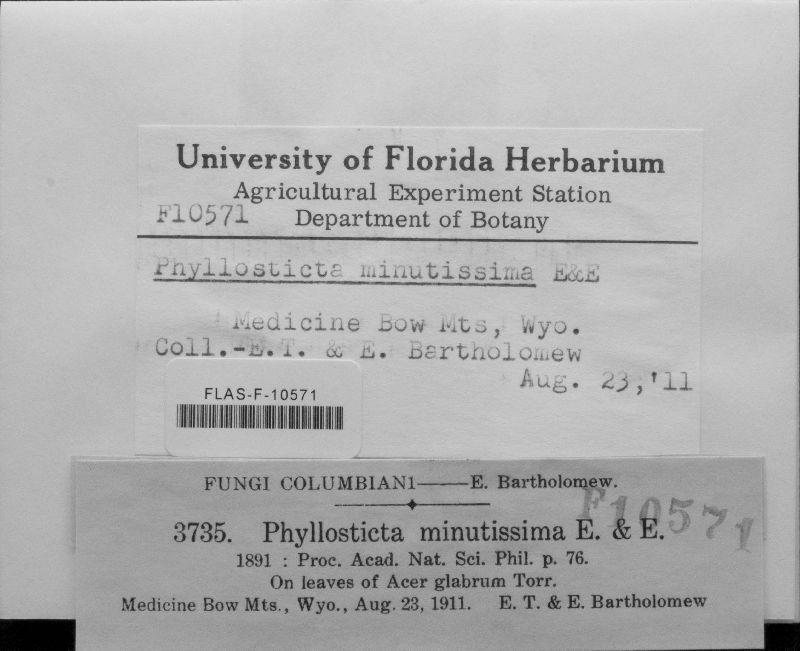 University of Florida Herbarium
Agricultural Experiment Station
F10571 Department of Botany
Phyllosticta minutissima E&E
Medicine Bow Mts, Wyo.
Coll.-E.T. & E. Bartholomew
Aug. 23,'11
FLAS-F-10571
FUNGI COLUMBIANI——E. Bartholomew.
F10571
3735. Phyllosticta minutissima E. & E.
1891 : Proc. Acad. Nat. Sci. Phil. p. 76.
On leaves of Acer glabrum Torr.
Medicine Bow Mts., Wyo., Aug. 23, 1911. E. T. & E. Bartholomew